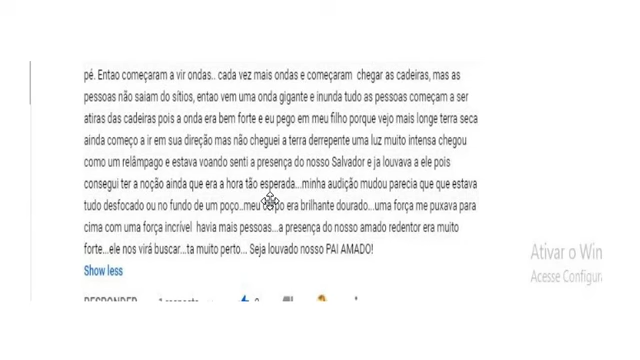 pé. Entao começaram a vir ondas.. cada vez mais ondas e começaram chegar as cadeiras, mas as
pessoas não saiam do sítios, entao vem uma onda gigante e inunda tudo as pessoas começam a ser
atiras das cadeiras pois a onda era bem forte e eu pego em meu filho porque vejo mais longe terra seca
ainda começo a ir em sua direção mas não cheguei a terra derrepente uma luz muito intensa chegou
como um relâmpago e estava voando senti a presença do nosso Salvador e ja louvava a ele pois
consegui ter a noção ainda que era a hora tão esperada...minha audição mudou parecia que que estava
tudo desfocado ou no fundo de um poço..meu corpo era brilhante dourado...uma força me puxava para
cima com uma força incrível havia mais pessoas...a presença do nosso amado redentor era muito
forte...ele nos virá buscar...ta muito perto... Seja louvado nosso PAI AMADO!
Show less
RESPONDER
Ativar o Win
Acesse Configura